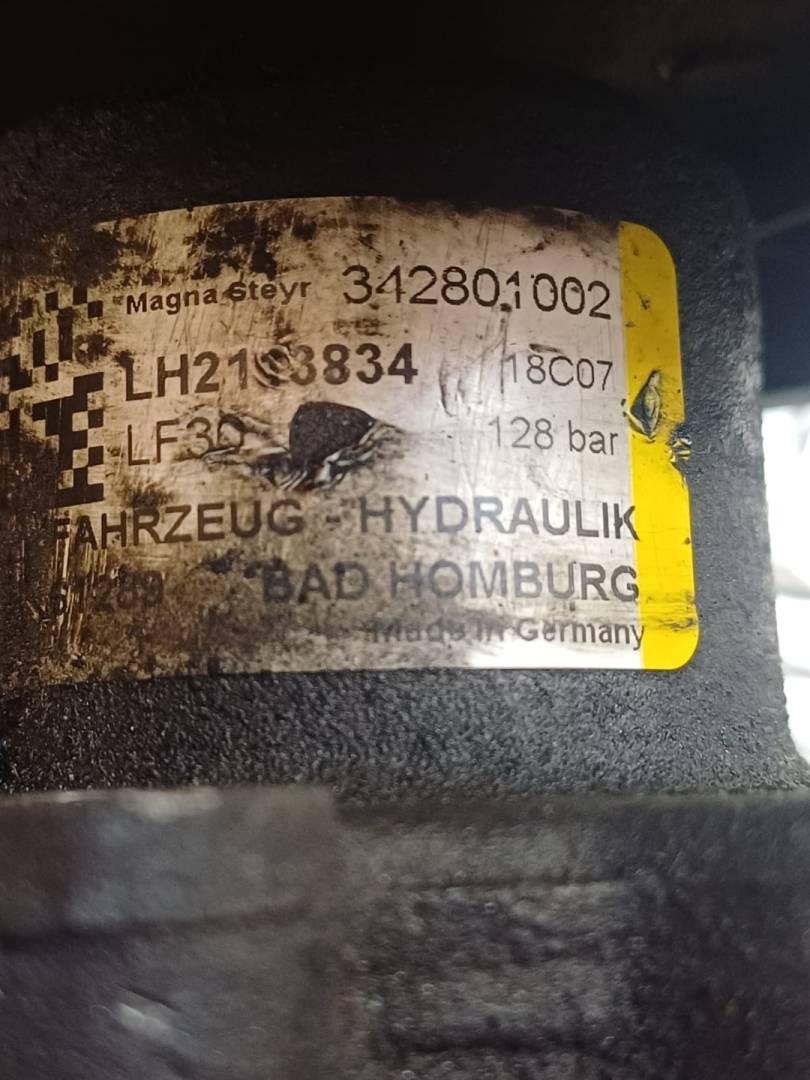 Magna Steyr 342801002
18C07
128 bar
FAHRZEUG - HYDRAULIK
BAD HOMBURG
Made in Germany